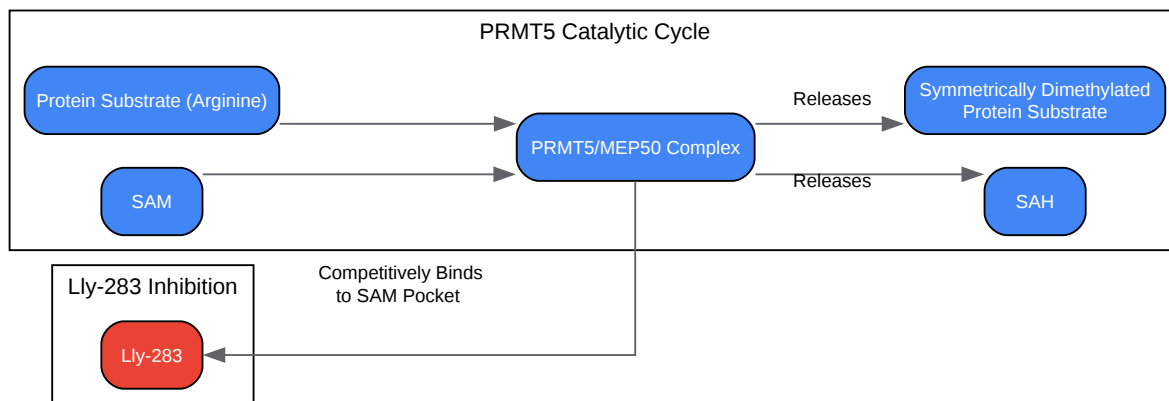 PRMT5 Catalytic Cycle
Protein Substrate (Arginine)
Releases
Symmetrically Dimethylated
Protein Substrate
PRMT5/MEP50 Complex
SAM
Releases
SAH
Lly-283 Inhibition
Competitively Binds
to SAM Pocket
Lly-283